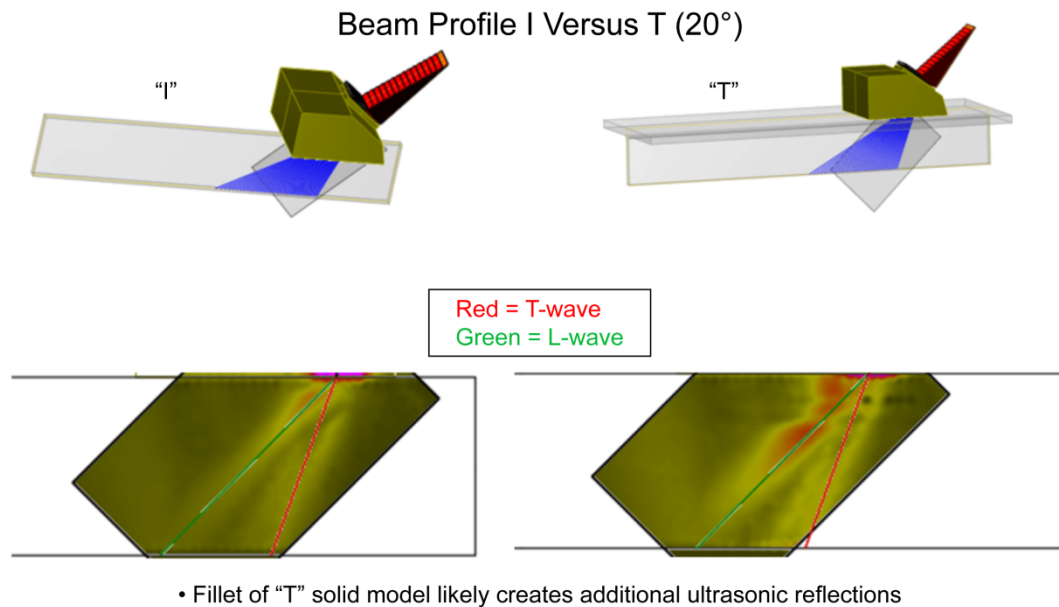 Beam Profile I Versus T (20°)
“I”
“T”
Red = T-wave
Green = L-wave
• Fillet of “T” solid model likely creates additional ultrasonic reflections